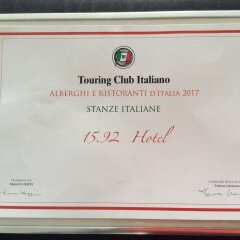 Touring Club Italiano
ALBERGHI E RISTORANTI D'ITALIA 2017
STANZE ITALIANE
15.92 Hotel